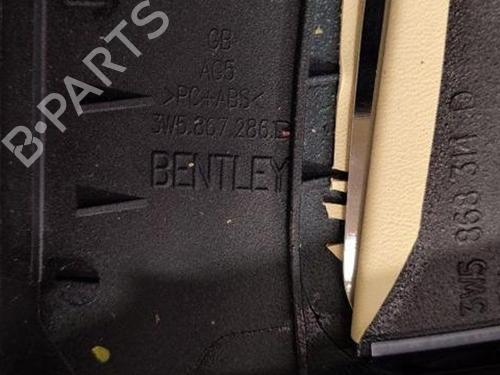 GB
AG5
>PC+ABS<
3W5.867.286.D
BENTLEY
3W5 868 311 D
B-PARTS